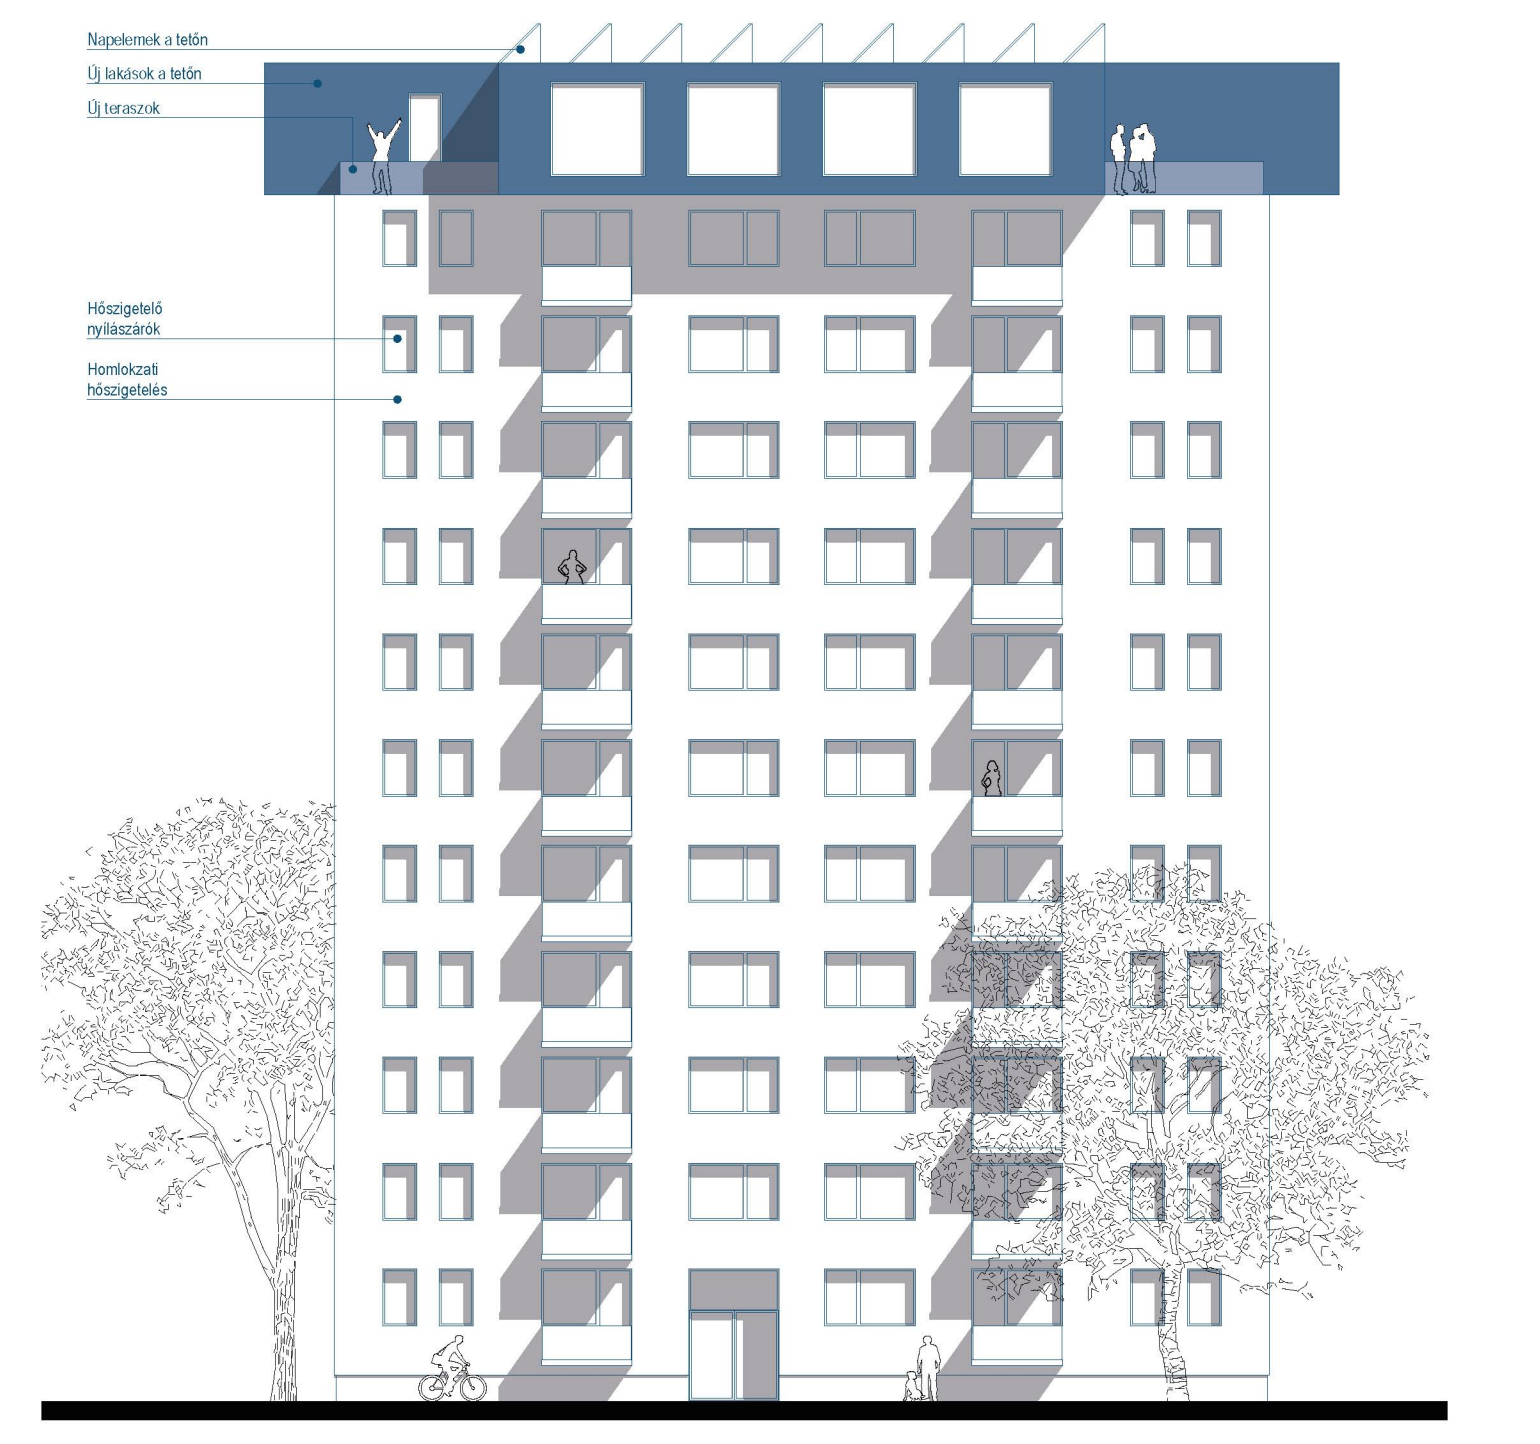 Napelemek a tetőn
Új lakások a tetőn
Új teraszok
Hőszigetelő
nyílászárók
Homlokzati
hőszigetelés